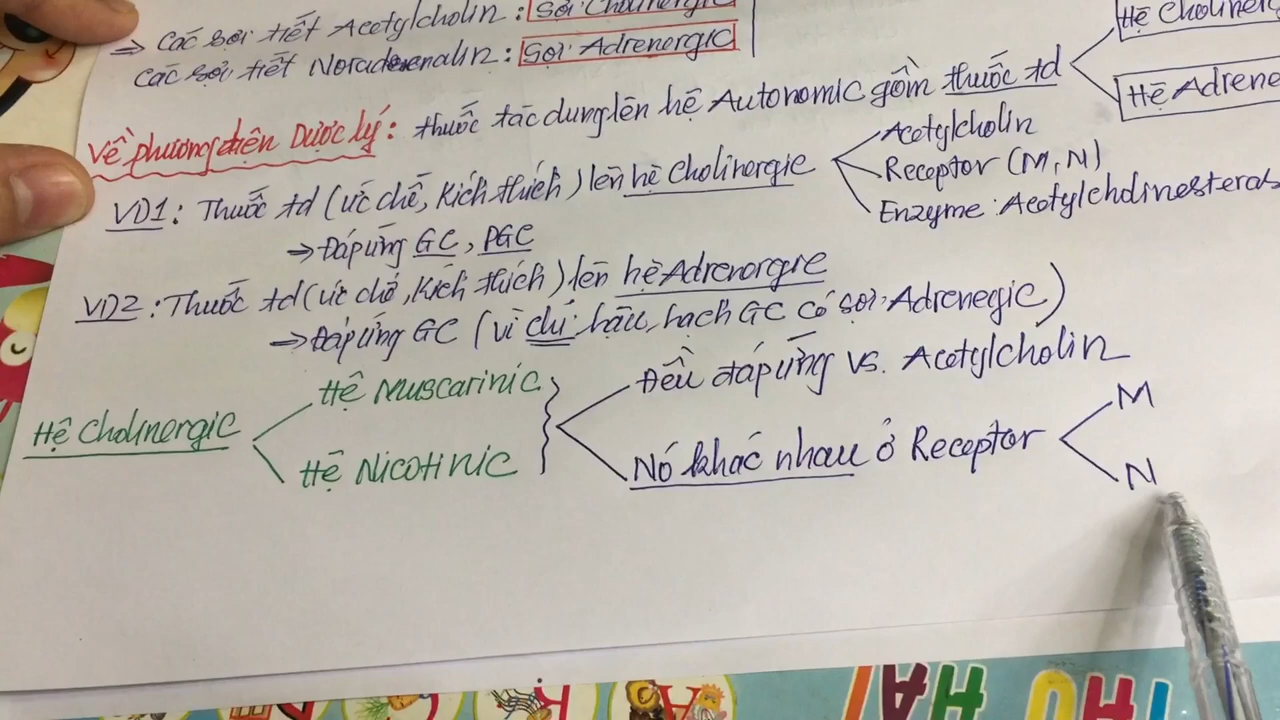 ⇒ Các sợi tiết Acetylcholin : Sợi Cholinergic
Các sợi tiết Noradrenalin : Sợi Adrenergic
Về phương diện Dược lý : thuốc tác dụng lên hệ Autonomic gồm thuốc td
Hệ Cholinergic
Hệ Adrene
VD1 : Thuốc td (ức chế, kích thích) lên hệ Cholinergic
Acetylcholin
Receptor (M, N)
Enzyme : Acetylcholinesteras
⇒ Đáp ứng GC, PGC
VD2 : Thuốc td (ức chế, kích thích) lên hệ Adrenergic
⇒ Đáp ứng GC (vì chỉ hậu hạch GC có sợi Adrenegic)
Hệ Cholinergic
Hệ Muscarinic
Hệ Nicotinic
Đều đáp ứng vs. Acetylcholin
Nó khác nhau ở Receptor
M
N